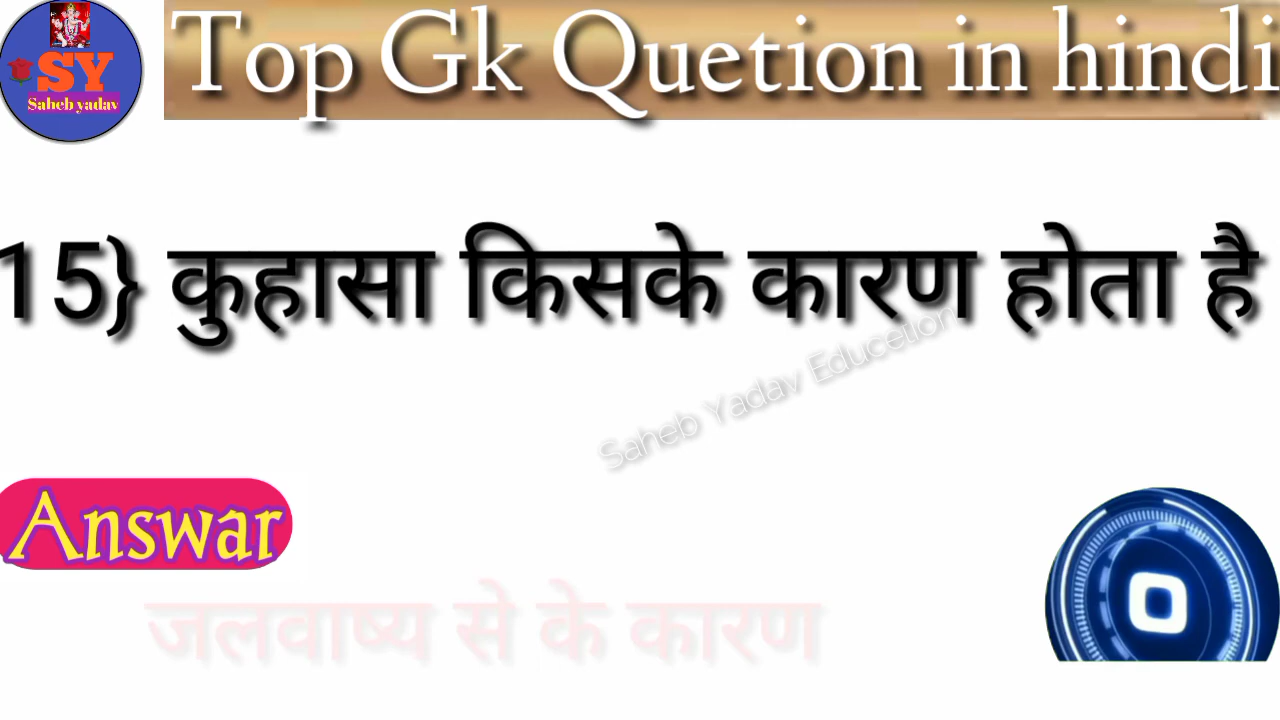 SY
Saheb yadav
Top Gk Quetion in hindi
15} कुहासा किसके कारण होता है
Saheb Yadav Educetion
Answar
जलवाष्य से के कारण